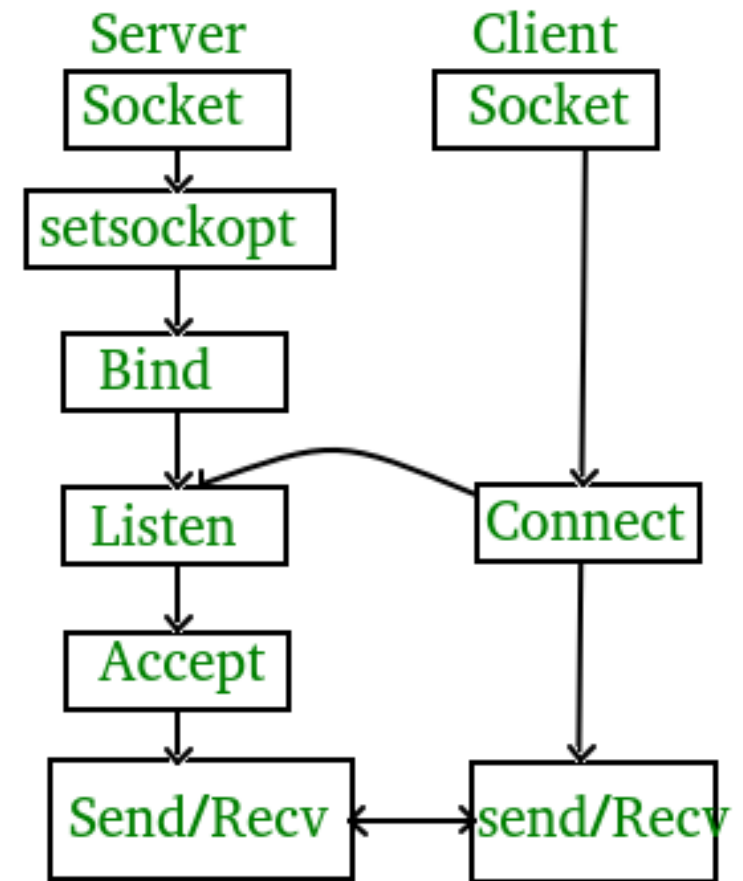 Server
Client
Socket
Socket
setsockopt
Bind
Listen
Connect
Accept
Send/Recv
send/Recv